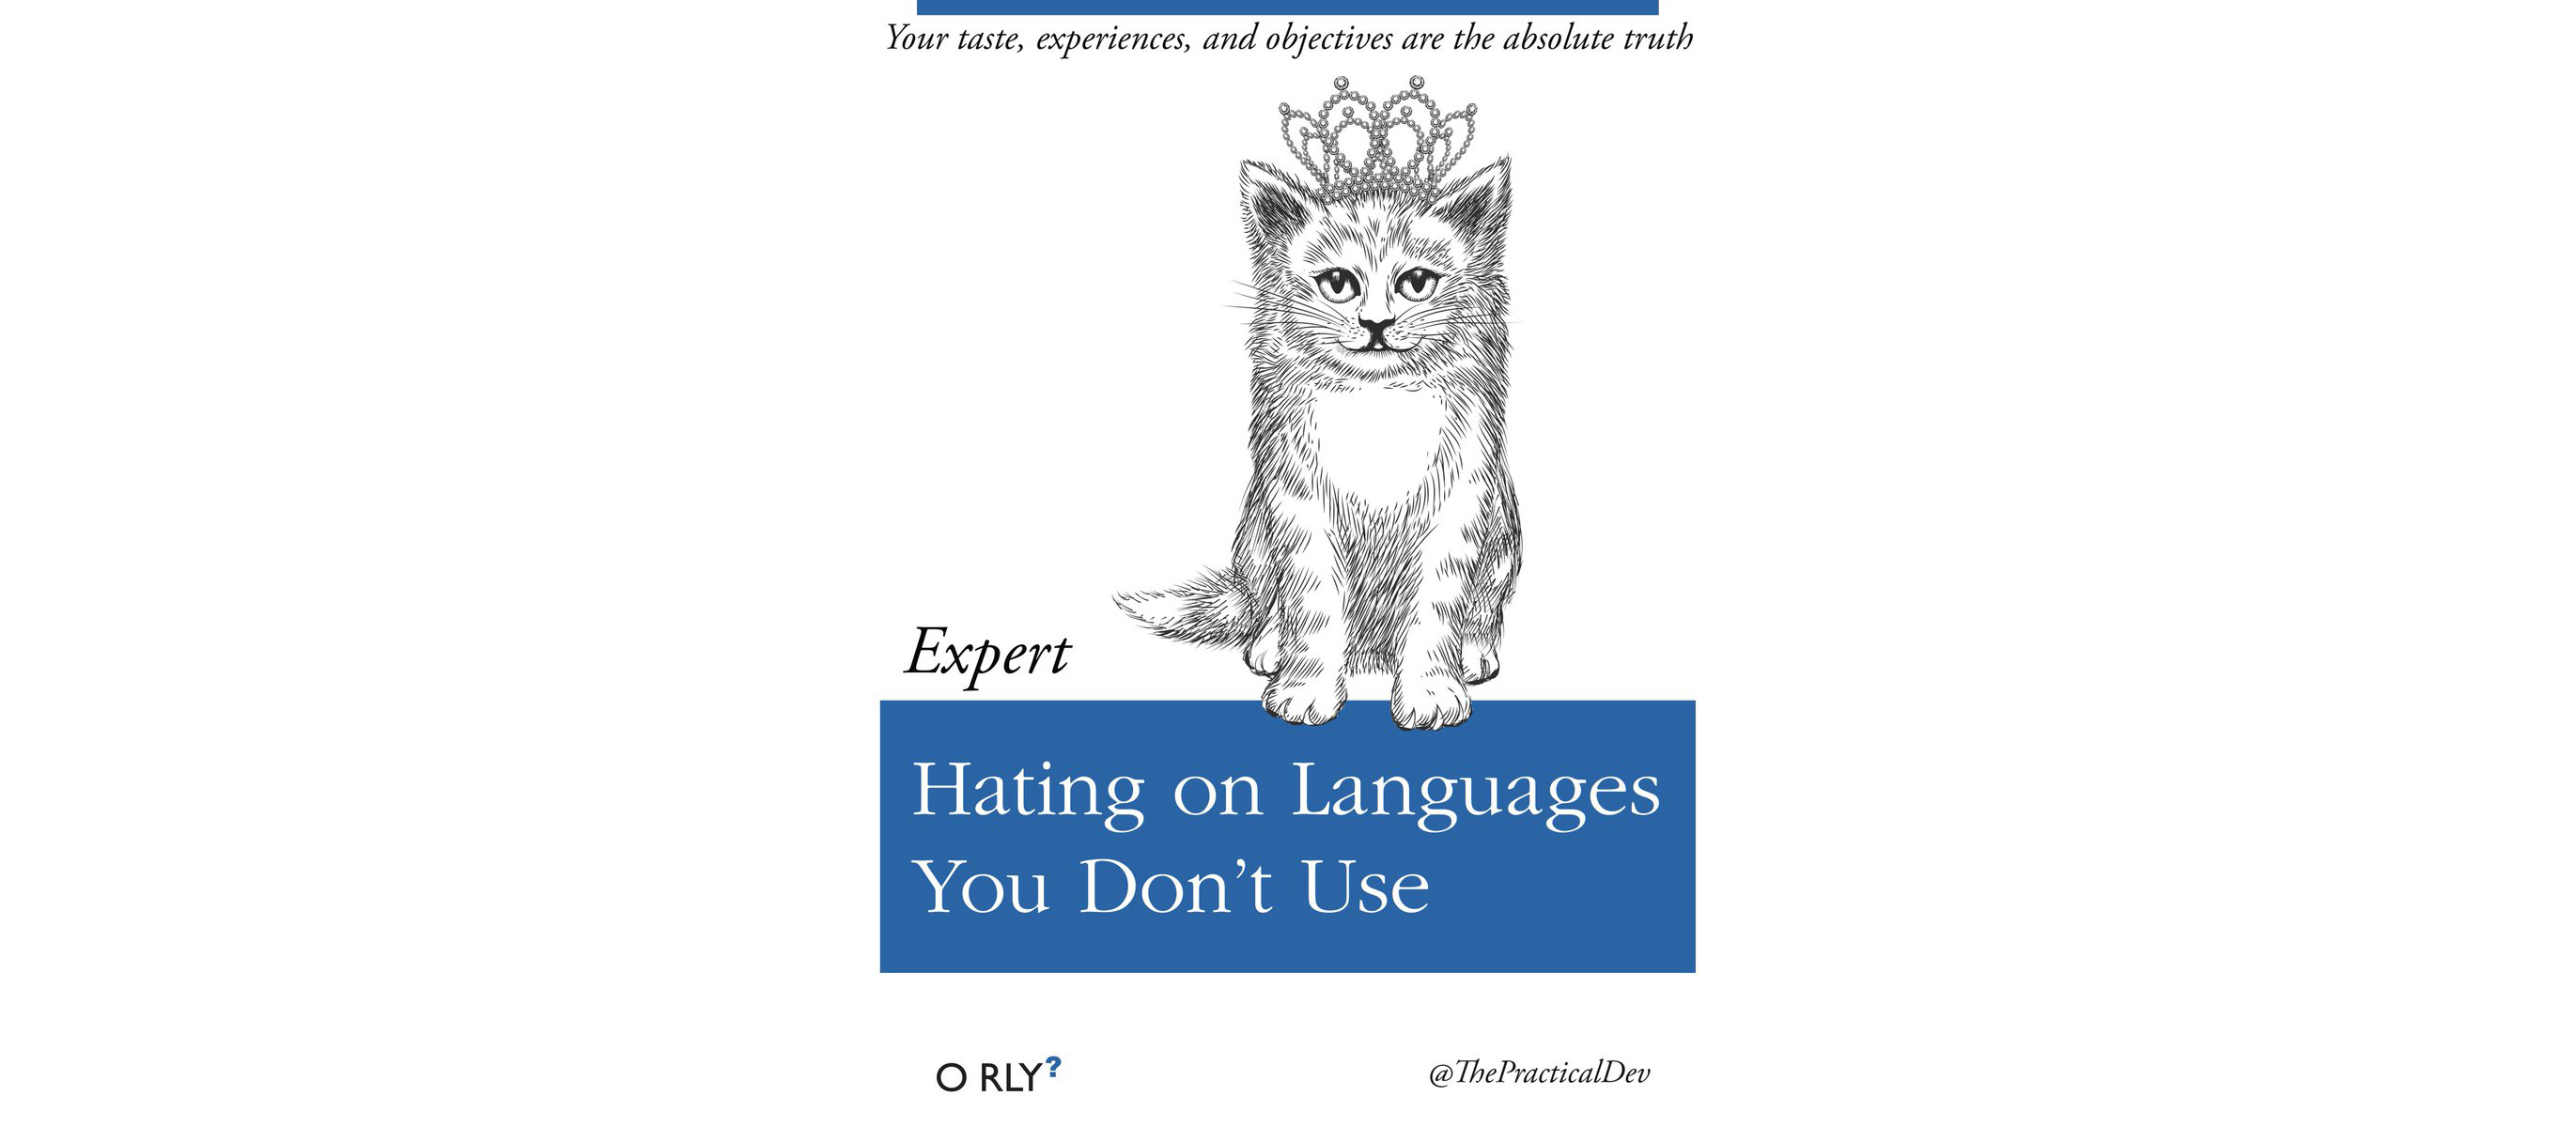 Your taste, experiences, and objectives are the absolute truth
Expert
Hating on Languages
You Don’t Use
O RLY?
@ThePracticalDev